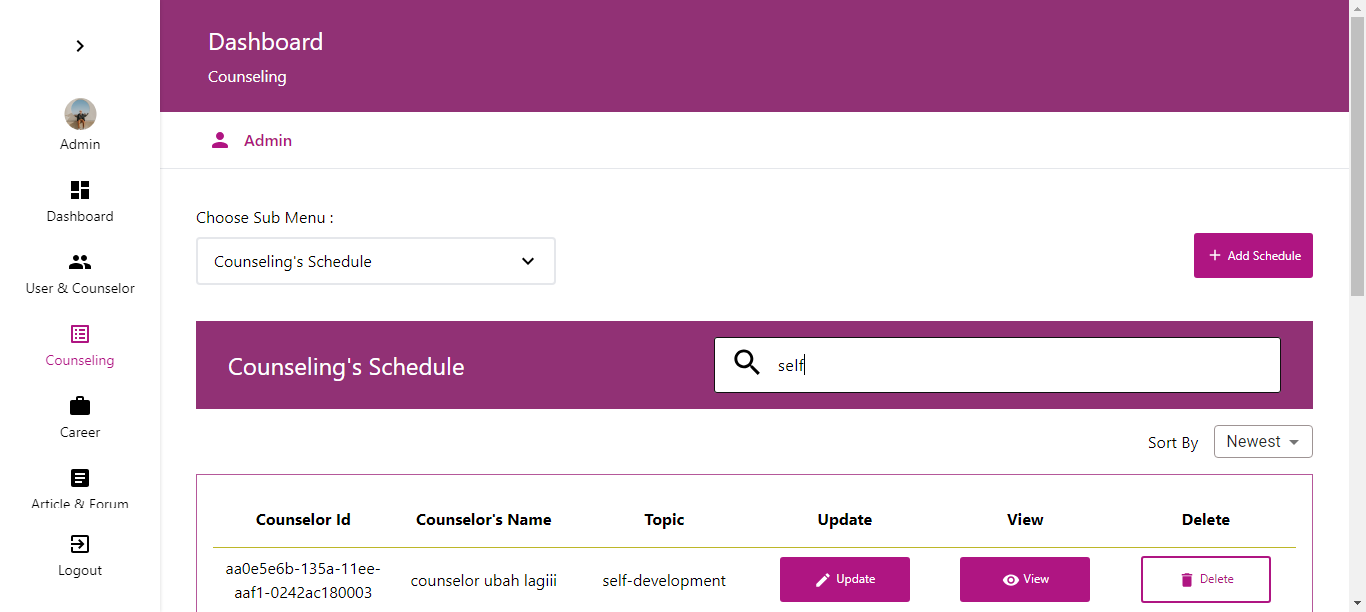 Dashboard
Counseling
Admin
Dashboard
User & Counselor
Counseling
Career
Article & Forum
Logout
Admin
Choose Sub Menu :
Counseling's Schedule
+ Add Schedule
Counseling's Schedule
self
Sort By Newest
Counselor Id Counselor's Name Topic Update View Delete
aa0e5e6b-135a-11ee-
aaf1-0242ac180003 counselor ubah lagiii self-development Update View Delete